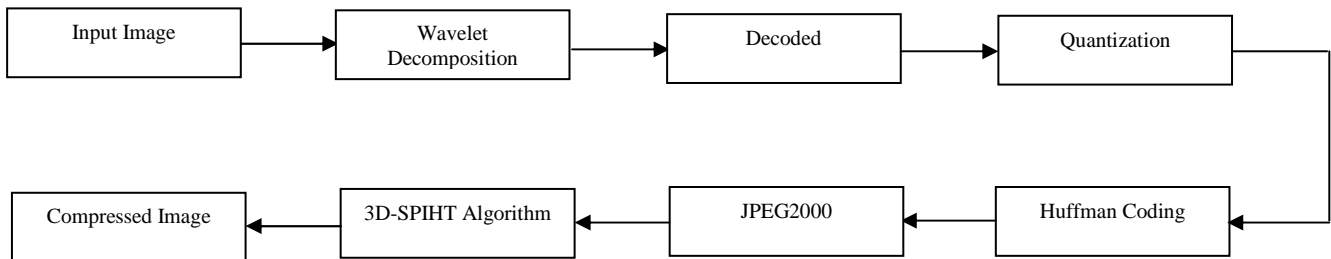 Input Image
Wavelet
Decomposition
Decoded
Quantization
Compressed Image
3D-SPIHT Algorithm
JPEG2000
Huffman Coding